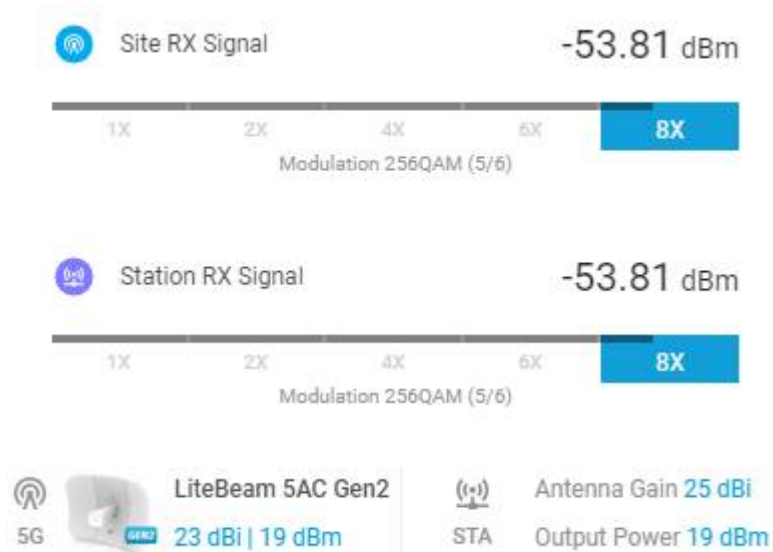 Site RX Signal -53.81 dBm
1X 2X 4X 6X 8X
Modulation 256QAM (5/6)
Station RX Signal -53.81 dBm
1X 2X 4X 6X 8X
Modulation 256QAM (5/6)
LiteBeam 5AC Gen2 Antenna Gain 25 dBi
5G GEN2 23 dBi | 19 dBm STA Output Power 19 dBm